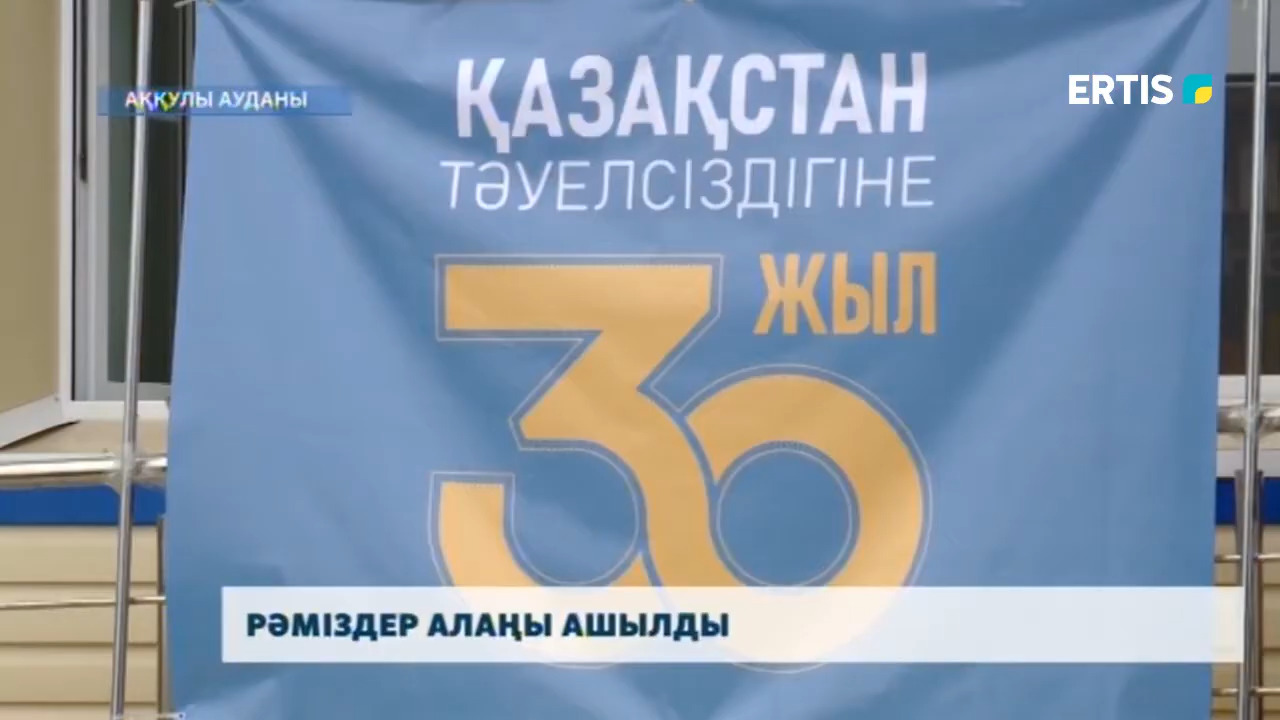 АҚҚУЛЫ АУДАНЫ
ERTIS
ҚАЗАҚСТАН
ТӘУЕЛСІЗДІГІНЕ
30 ЖЫЛ
РӘМІЗДЕР АЛАҢЫ АШЫЛДЫ